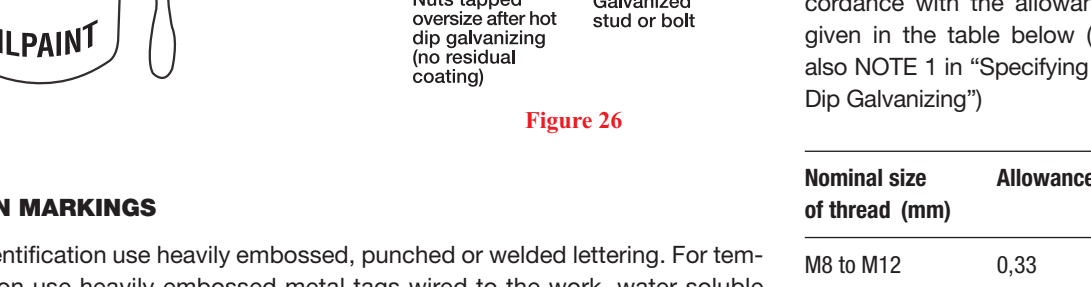 LPAINT
Nuts tapped
oversize after hot
dip galvanizing
(no residual
coating)
Galvanized
stud or bolt
Figure 26
N MARKINGS
entification use heavily embossed, punched or welded lettering. For tem-
on use heavily embossed metal tags wired to the work, water soluble
cordance with the allowan
given in the table below (
also NOTE 1 in “Specifying
Dip Galvanizing”)
Nominal size Allowance
of thread (mm)
M8 to M12 0,33